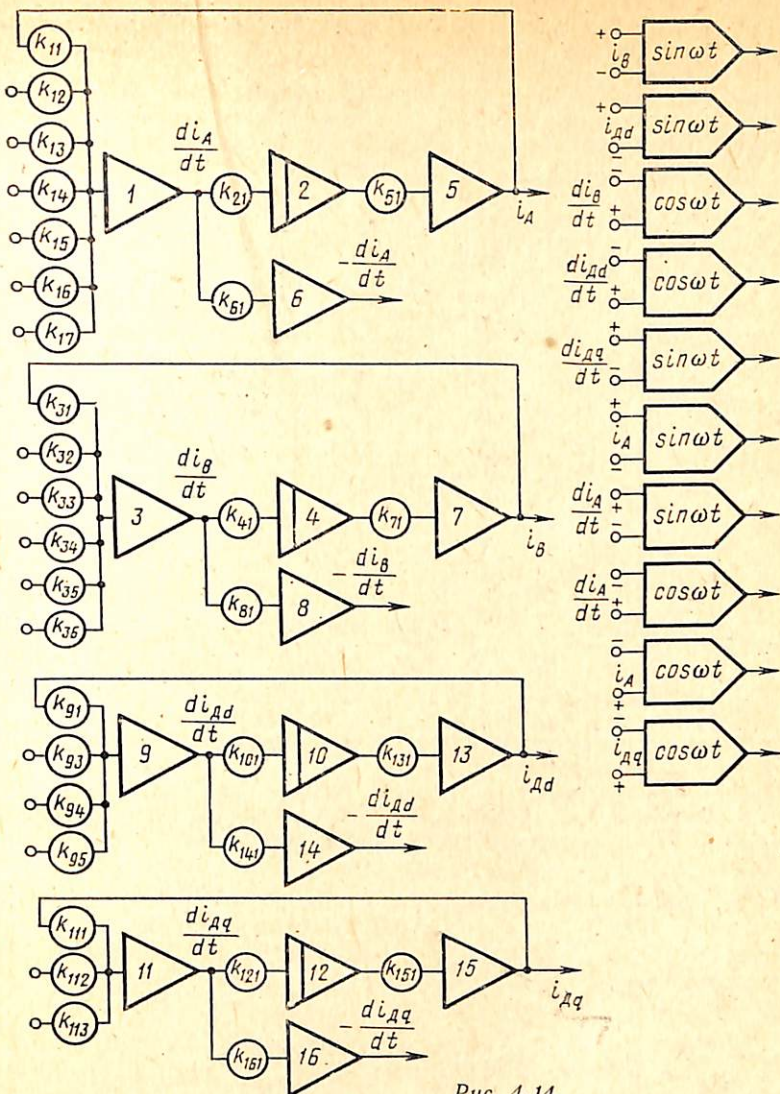 k₁₁
k₁₂
k₁₃
k₁₄
k₁₅
k₁₆
k₁₇
1
di_A
dt
k₂₁
2
k₅₁
5
i_A
k₆₁
6
-di_A
dt
k₃₁
k₃₂
k₃₃
k₃₄
k₃₅
k₃₆
3
di_B
dt
k₄₁
4
k₇₁
7
i_B
k₈₁
8
-di_B
dt
k₉₁
k₉₃
k₉₄
k₉₅
9
di_Дd
dt
k₁₀₁
10
k₁₃₁
13
i_Дd
k₁₄₁
14
-di_Дd
dt
k₁₁₁
k₁₁₂
k₁₁₃
11
di_Дq
dt
k₁₂₁
12
k₁₅₁
15
i_Дq
k₁₆₁
16
-di_Дq
dt
+
i_B
-
sinωt
+
i_Дd
-
sinωt
-
di_B
dt
+
cosωt
-
di_Дd
dt
+
cosωt
+
di_Дq
dt
-
sinωt
+
i_A
-
sinωt
di_A
dt
+
-
sinωt
di_A
dt
-
+
cosωt
-
i_A
+
cosωt
-
i_Дq
+
cosωt
Рис. 4-14